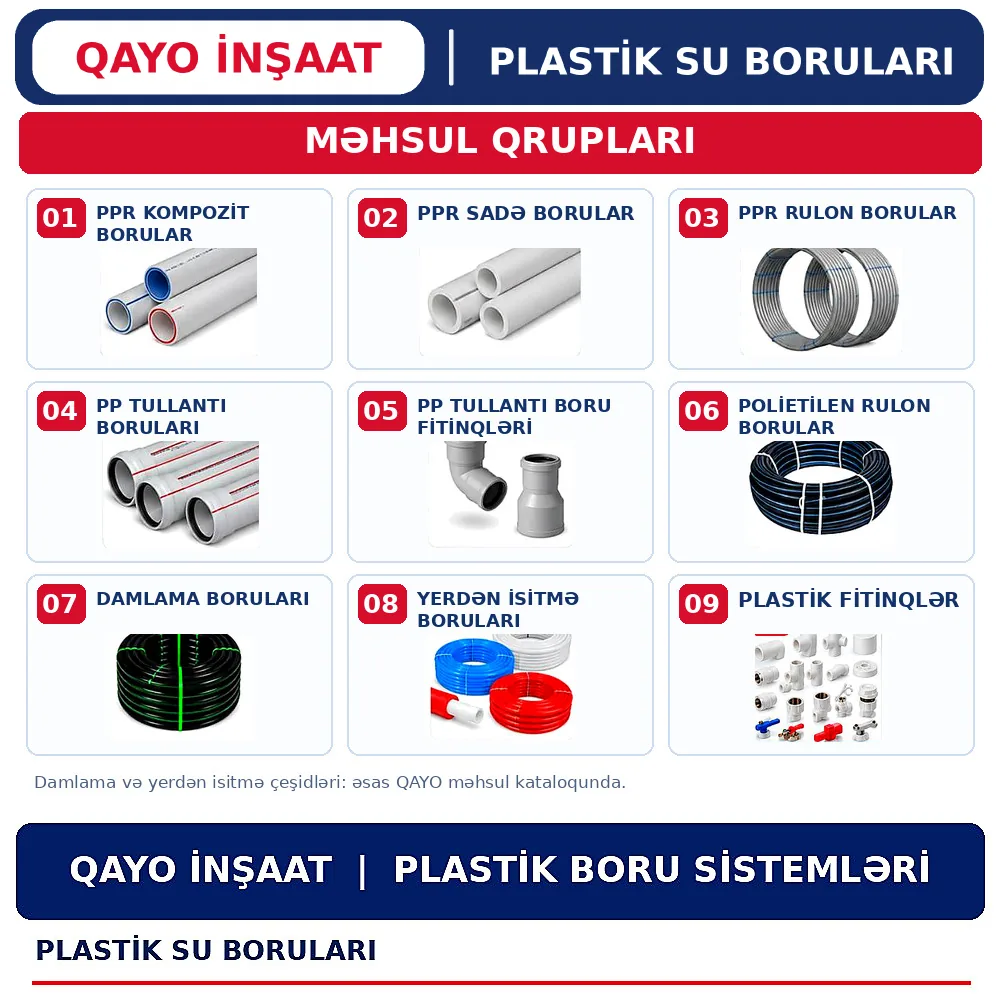 QAYO İNŞAAT | PLASTİK SU BORULARI
MƏHSUL QRUPLARI
01 PPR KOMPOZİT
BORULAR
02 PPR SADƏ BORULAR
03 PPR RULON BORULAR
04 PP TULLANTI
BORULARI
05 PP TULLANTI BORU
FİTİNQLƏRİ
06 POLİETİLEN RULON
BORULAR
07 DAMLAMA BORULARI
08 YERDƏN İSİTMƏ
BORULARI
09 PLASTİK FİTİNQLƏR
Damlama və yerdən isitmə çeşidləri: əsas QAYO məhsul kataloqunda.
QAYO İNŞAAT | PLASTİK BORU SİSTEMLƏRİ
PLASTİK SU BORULARI